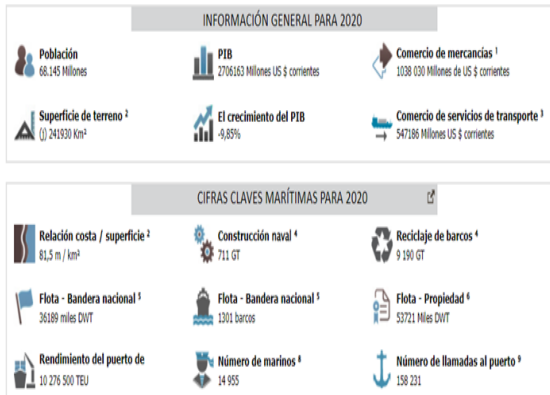 INFORMACIÓN GENERAL PARA 2020
Población
68.145 Millones
PIB
2706163 Millones US $ corrientes
Comercio de mercancías ¹
1038 030 Millones de US $ corrientes
Superficie de terreno ²
(j) 241930 Km²
El crecimiento del PIB
-9,85%
Comercio de servicios de transporte ³
547186 Millones US $ corrientes
CIFRAS CLAVES MARÍTIMAS PARA 2020
Relación costa / superficie ²
81,5 m / km²
Construcción naval ⁴
711 GT
Reciclaje de barcos ⁴
9 190 GT
Flota - Bandera nacional ⁵
36189 miles DWT
Flota - Bandera nacional ⁵
1301 barcos
Flota - Propiedad ⁶
53721 Miles DWT
Rendimiento del puerto de
10 276 500 TEU
Número de marinos ⁸
14 955
Número de llamadas al puerto ⁹
158 231